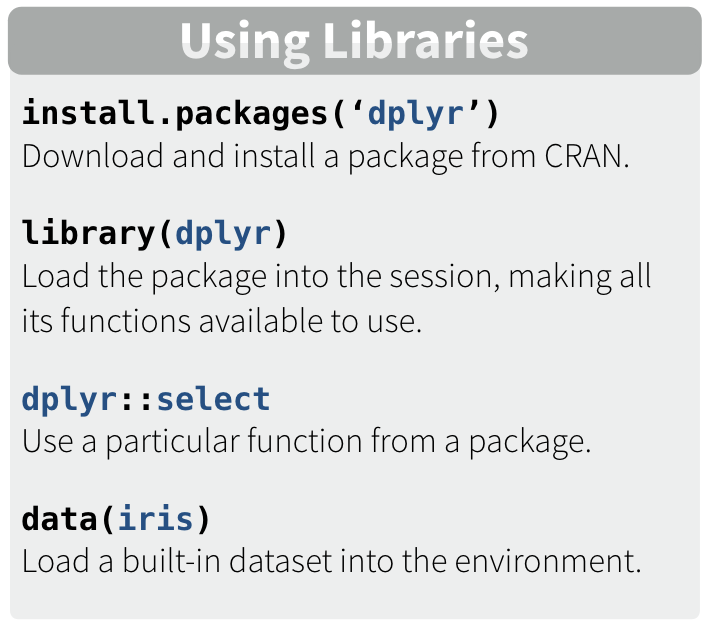 Using Libraries
install.packages(‘dplyr’)
Download and install a package from CRAN.
library(dplyr)
Load the package into the session, making all
its functions available to use.
dplyr::select
Use a particular function from a package.
data(iris)
Load a built-in dataset into the environment.